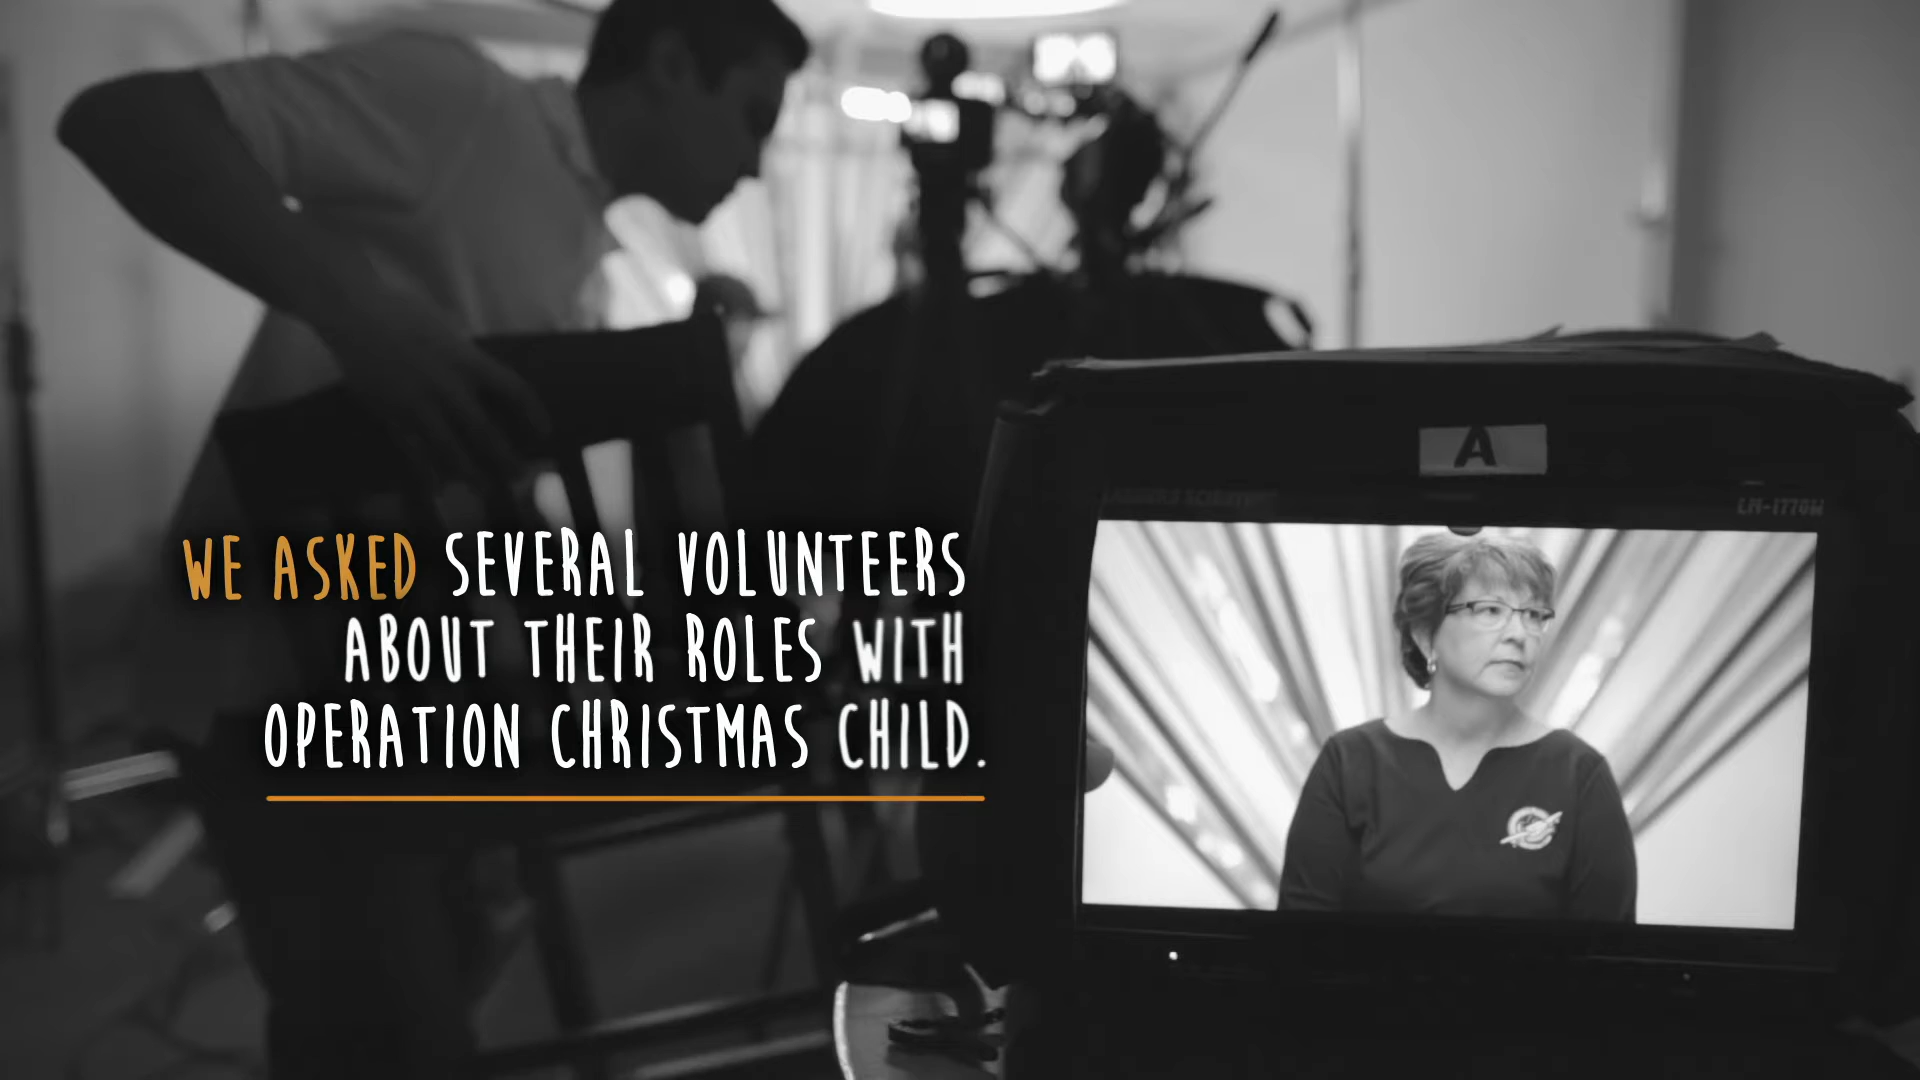 A
LM-1770W
WE ASKED SEVERAL VOLUNTEERS
ABOUT THEIR ROLES WITH
OPERATION CHRISTMAS CHILD.